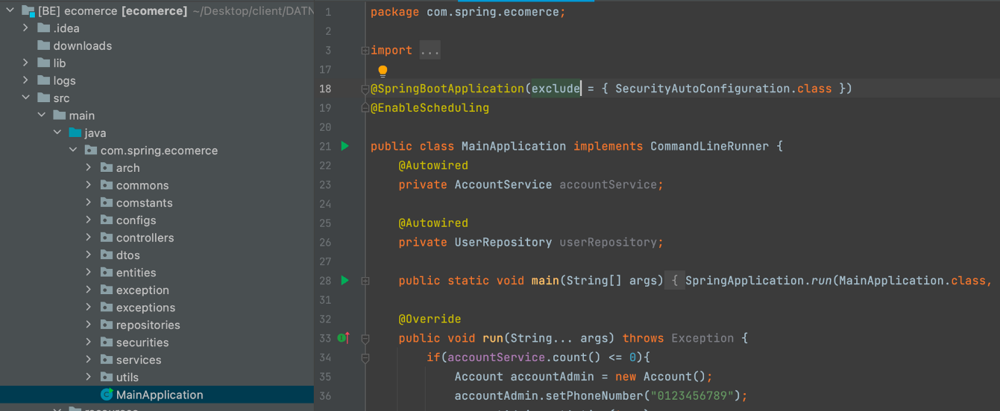 [BE] ecomerce [ecomerce] ~/Desktop/client/DATN
.idea
downloads
lib
logs
src
main
java
com.spring.ecomerce
arch
commons
comstants
configs
controllers
dtos
entities
exception
exceptions
repositories
securities
services
utils
MainApplication
1 package com.spring.ecomerce;
2
3 import ...
17
18 @SpringBootApplication(exclude = { SecurityAutoConfiguration.class })
19 @EnableScheduling
20
21 public class MainApplication implements CommandLineRunner {
22 @Autowired
23 private AccountService accountService;
24
25 @Autowired
26 private UserRepository userRepository;
27
28 public static void main(String[] args) { SpringApplication.run(MainApplication.class,
31
32 @Override
33 public void run(String... args) throws Exception {
34 if(accountService.count() <= 0){
35 Account accountAdmin = new Account();
36 accountAdmin.setPhoneNumber("0123456789");